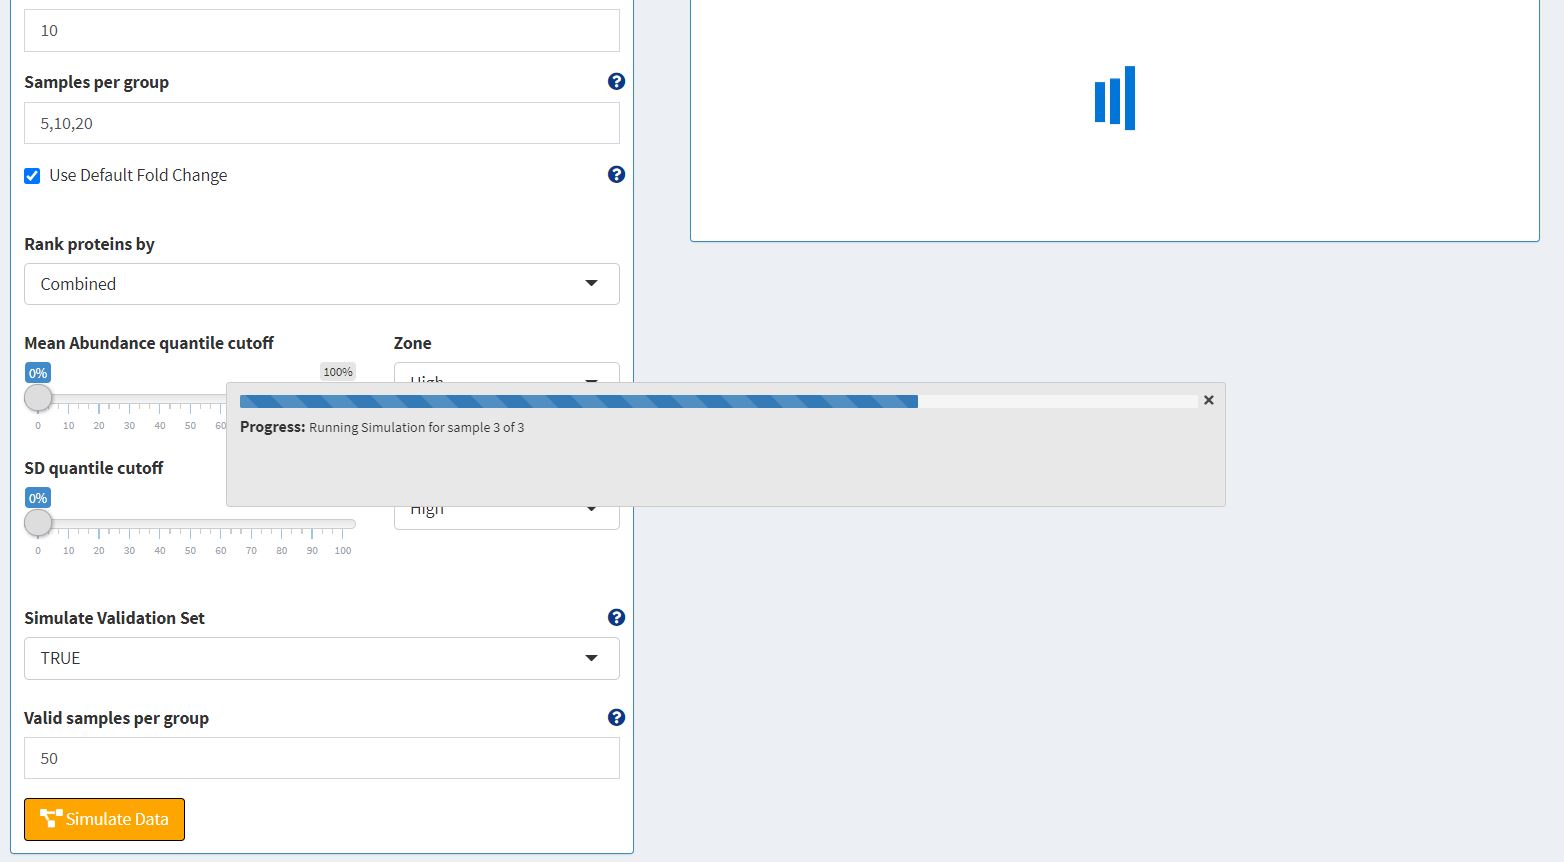 10
Samples per group
5,10,20
Use Default Fold Change
Rank proteins by
Combined
Mean Abundance quantile cutoff
Zone
0%
100%
High
0 10 20 30 40 50 60
Progress: Running Simulation for sample 3 of 3
SD quantile cutoff
0%
High
0 10 20 30 40 50 60 70 80 90 100
Simulate Validation Set
TRUE
Valid samples per group
50
Simulate Data